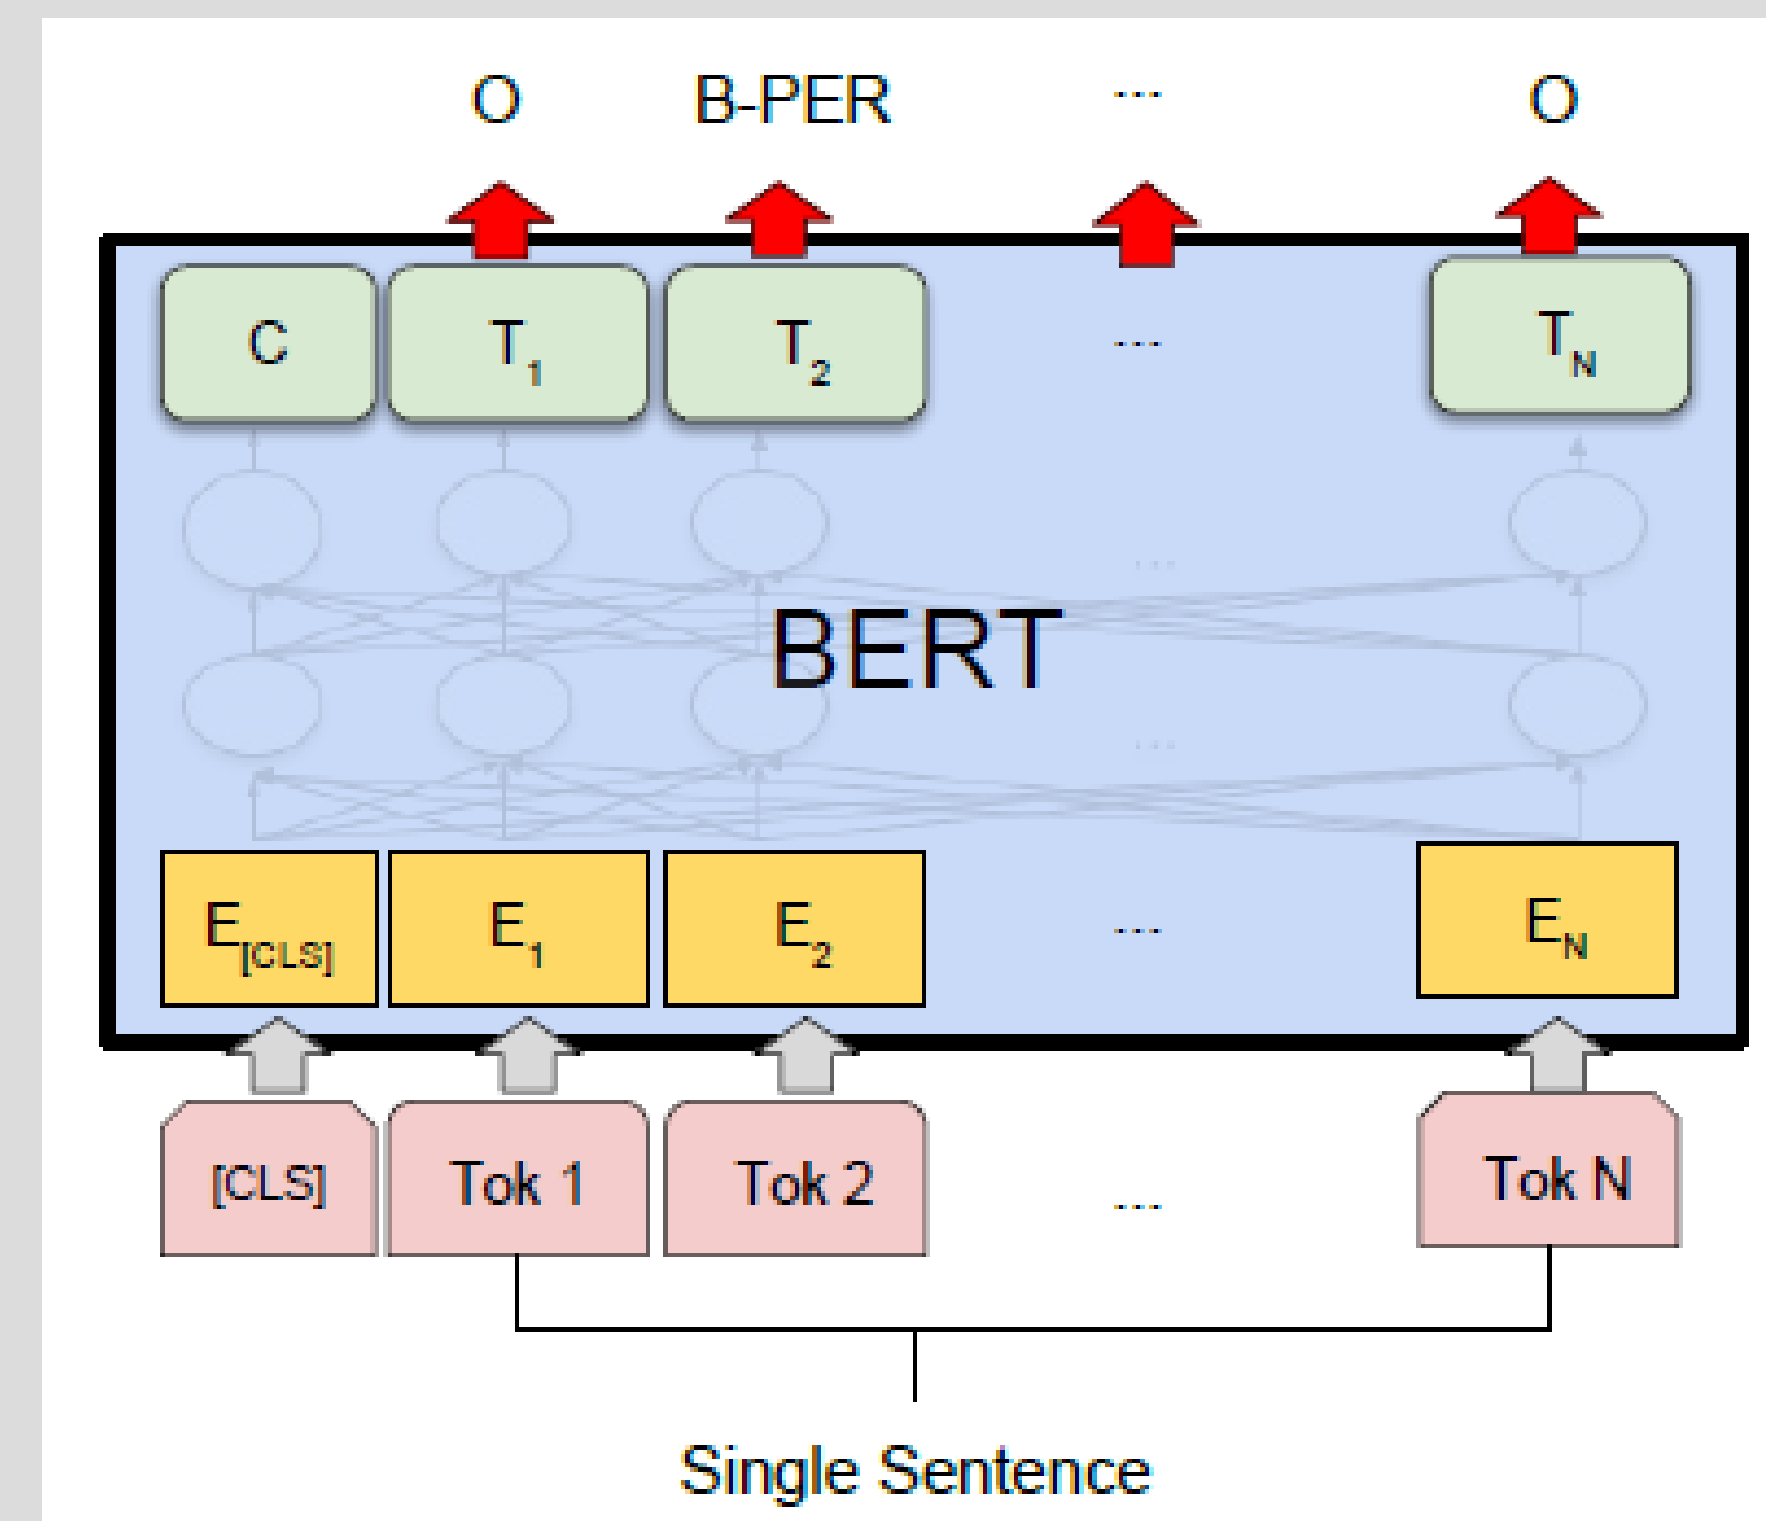 O B-PER ... O
C T1 T2 ... TN
...
BERT
...
E[CLS] E1 E2 ... EN
[CLS] Tok 1 Tok 2 ... Tok N
Single Sentence